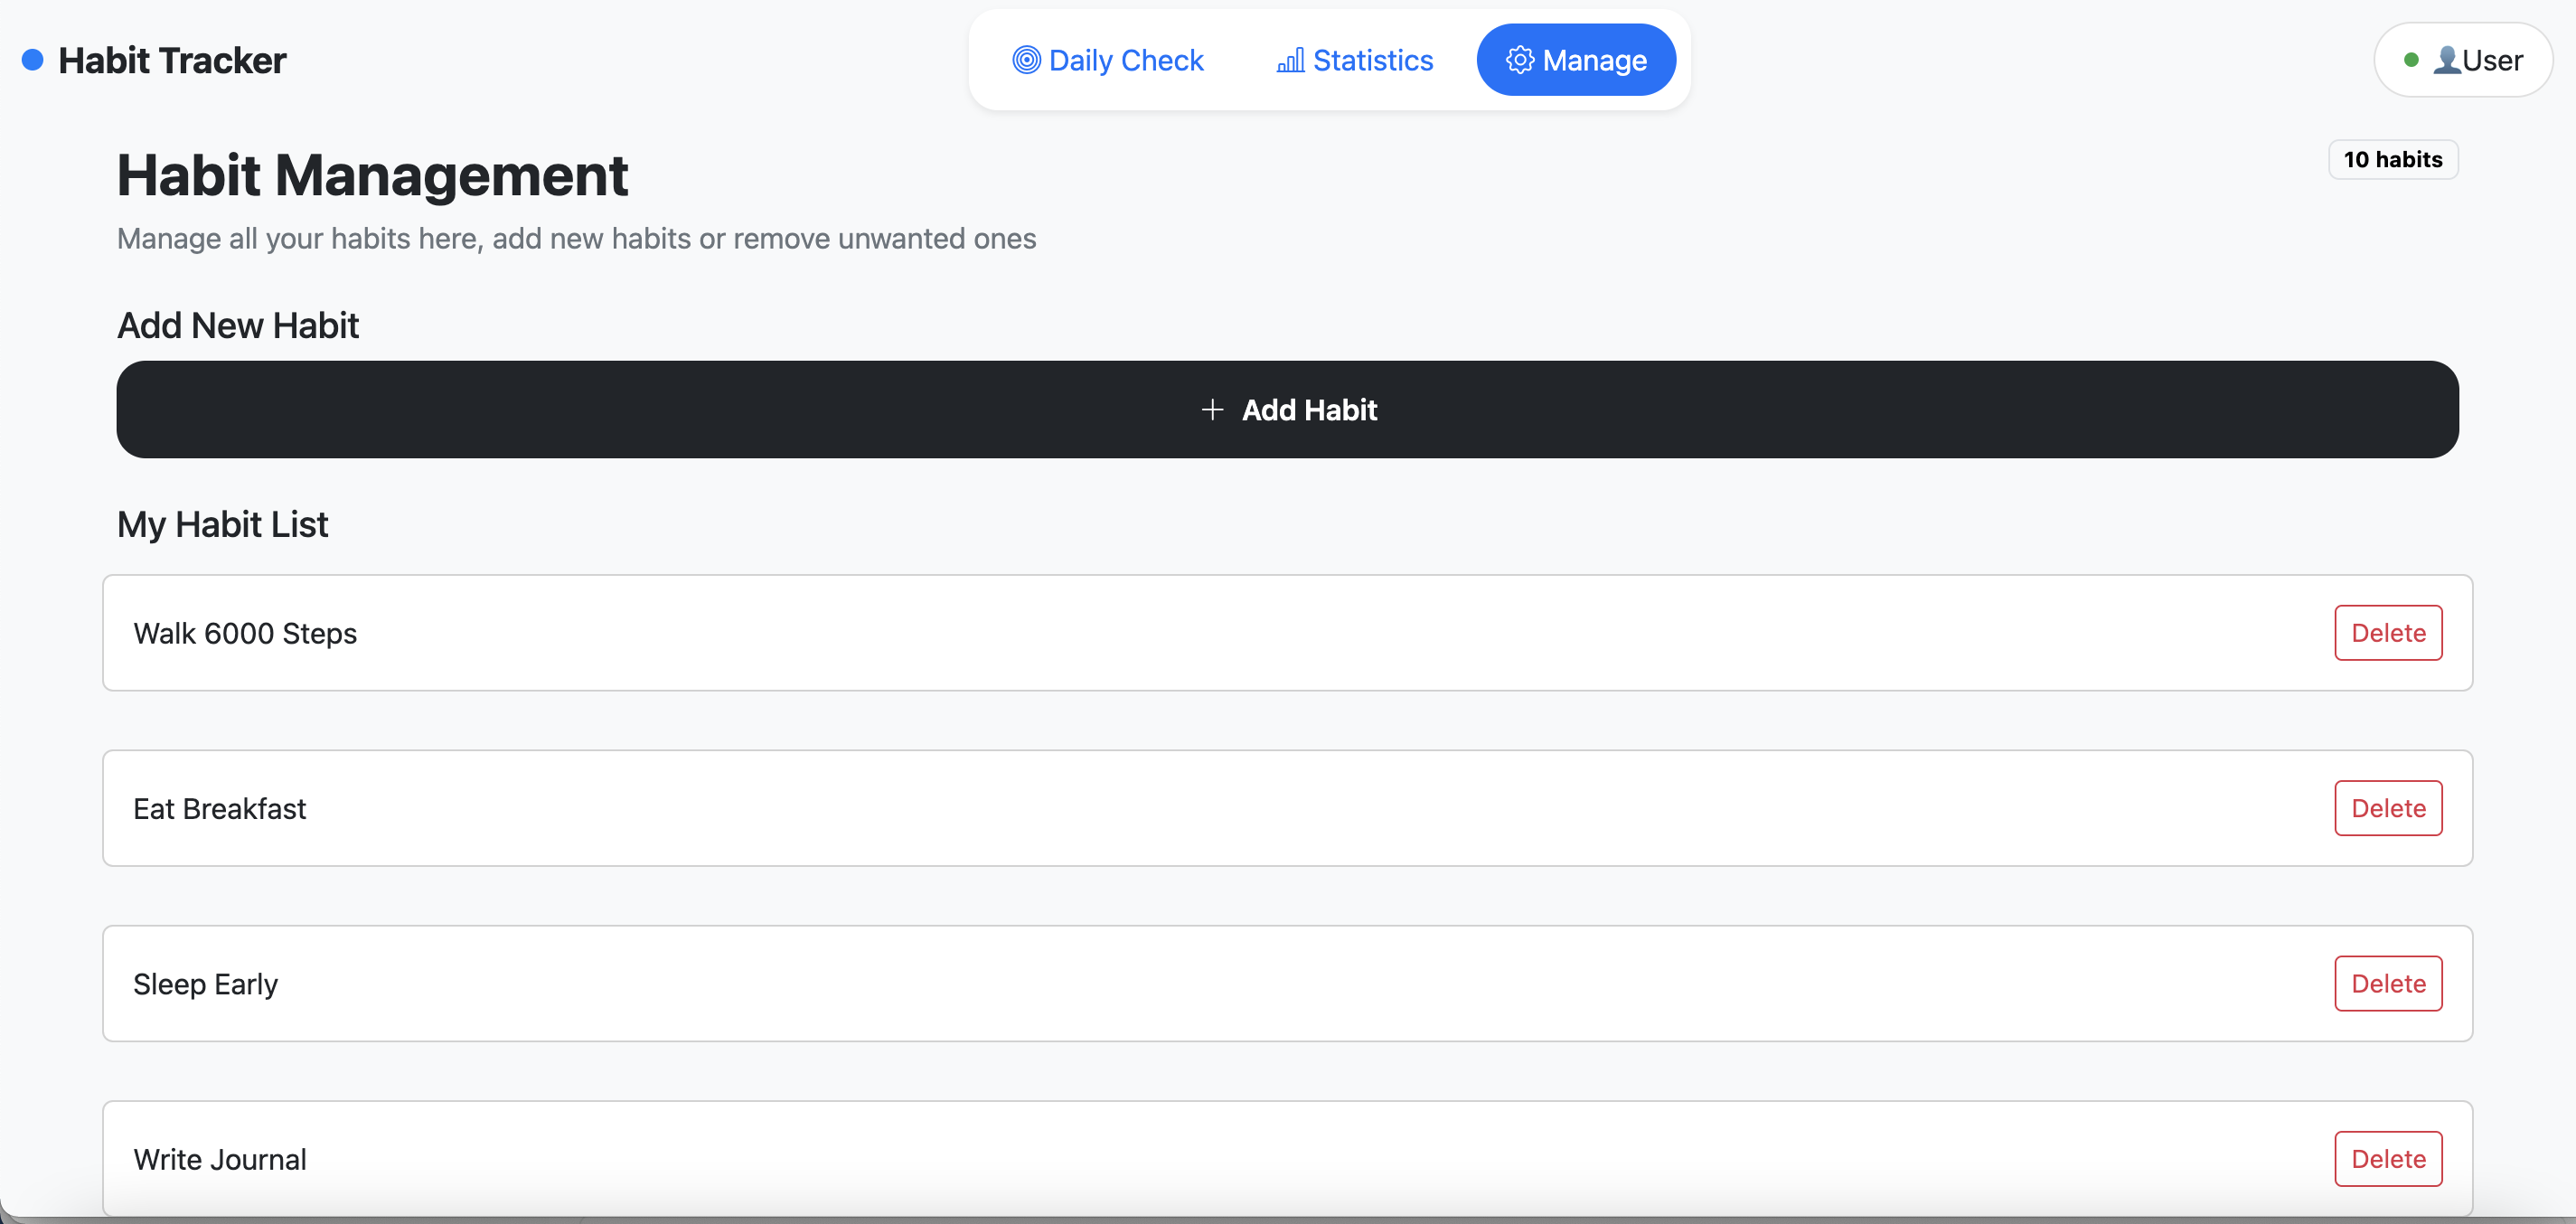 Habit Tracker
Daily Check
Statistics
Manage
User
Habit Management
10 habits
Manage all your habits here, add new habits or remove unwanted ones
Add New Habit
+ Add Habit
My Habit List
Walk 6000 Steps
Delete
Eat Breakfast
Delete
Sleep Early
Delete
Write Journal
Delete